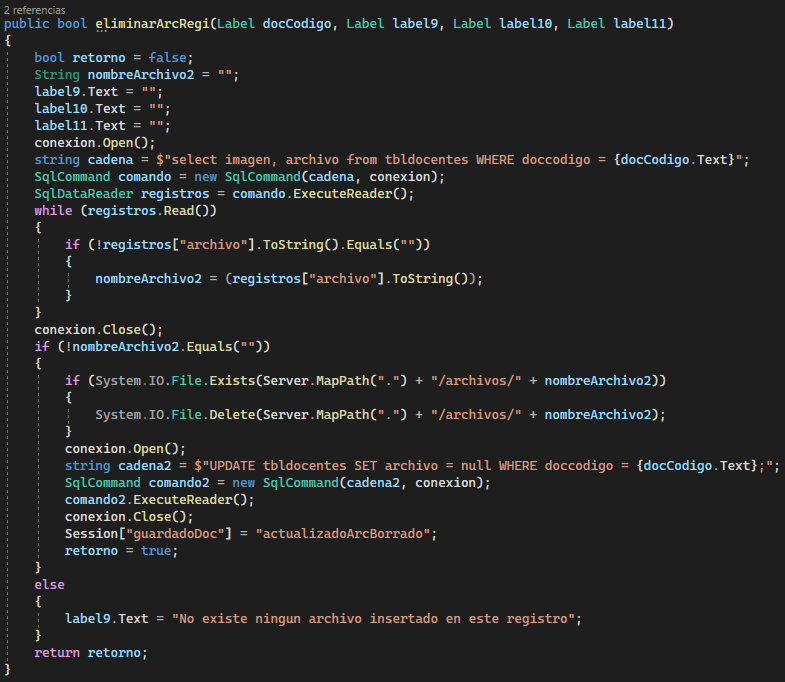 2 referencias
public bool eliminarArcRegi(Label docCodigo, Label label9, Label label10, Label label11)
{
bool retorno = false;
String nombreArchivo2 = "";
label9.Text = "";
label10.Text = "";
label11.Text = "";
conexion.Open();
string cadena = $"select imagen, archivo from tbldocentes WHERE doccodigo = {docCodigo.Text}";
SqlCommand comando = new SqlCommand(cadena, conexion);
SqlDataReader registros = comando.ExecuteReader();
while (registros.Read())
{
if (!registros["archivo"].ToString().Equals(""))
{
nombreArchivo2 = (registros["archivo"].ToString());
}
}
conexion.Close();
if (!nombreArchivo2.Equals(""))
{
if (System.IO.File.Exists(Server.MapPath(".") + "/archivos/" + nombreArchivo2))
{
System.IO.File.Delete(Server.MapPath(".") + "/archivos/" + nombreArchivo2);
}
conexion.Open();
string cadena2 = $"UPDATE tbldocentes SET archivo = null WHERE doccodigo = {docCodigo.Text};";
SqlCommand comando2 = new SqlCommand(cadena2, conexion);
comando2.ExecuteReader();
conexion.Close();
Session["guardadoDoc"] = "actualizadoArcBorrado";
retorno = true;
}
else
{
label9.Text = "No existe ningun archivo insertado en este registro";
}
return retorno;
}